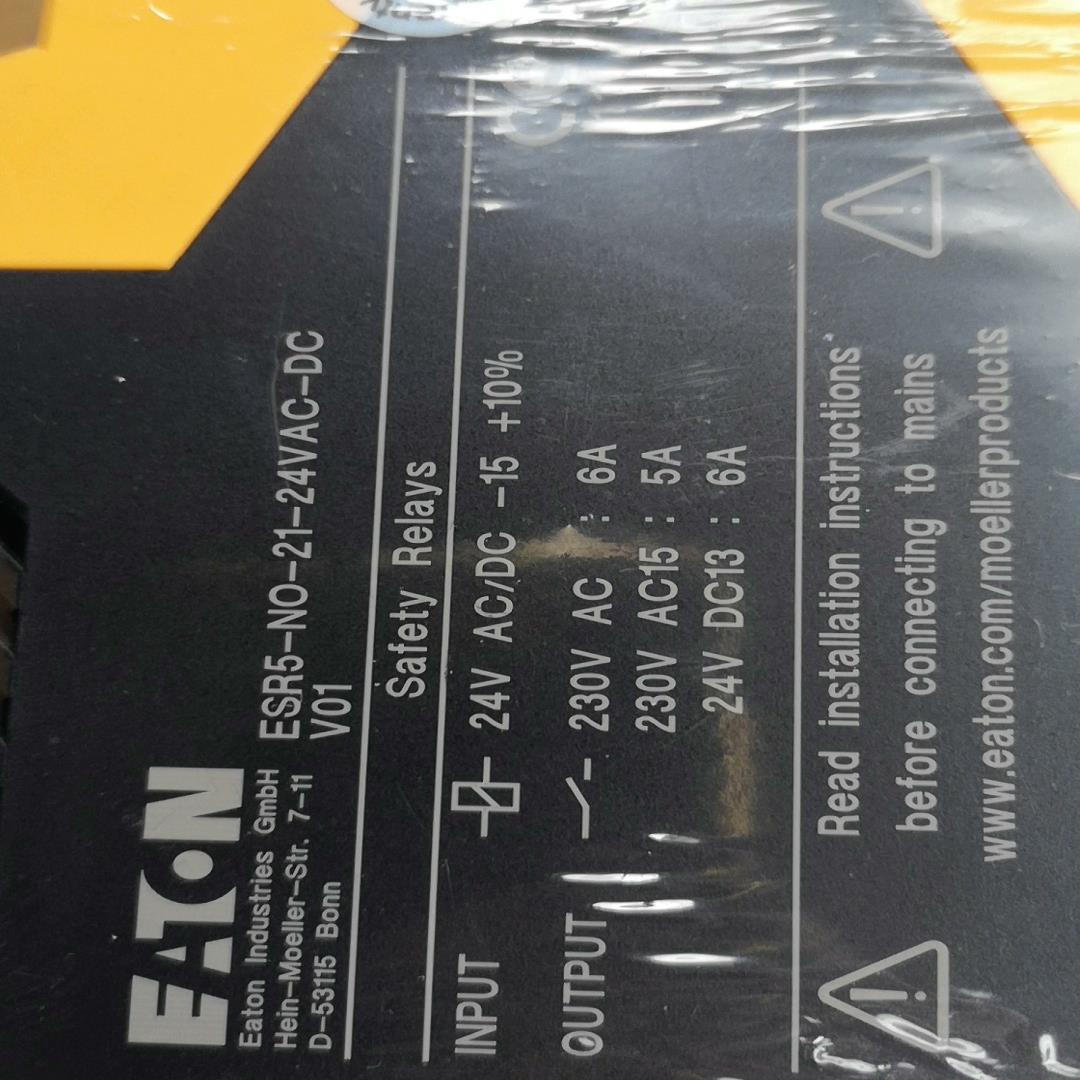 EATON
Eaton Industries GmbH
Hein-Moeller-Str. 7-11
D-53115 Bonn
ESR5-NO-21-24VAC-DC
V01
Safety Relays
INPUT 24V AC/DC -15 +10%
OUTPUT 230V AC : 6A
230V AC15 : 5A
24V DC13 : 6A
Read installation instructions
before connecting to mains
www.eaton.com/moellerproducts